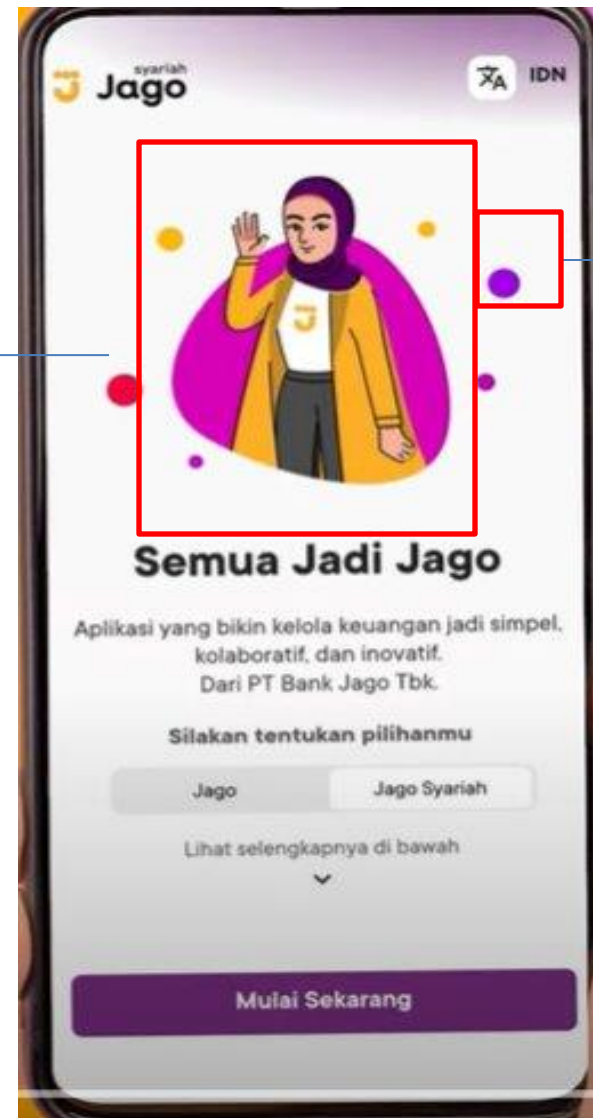 syariah
Jago
IDN
Semua Jadi Jago
Aplikasi yang bikin kelola keuangan jadi simpel,
kolaboratif, dan inovatif.
Dari PT Bank Jago Tbk.
Silakan tentukan pilihanmu
Jago Jago Syariah
Lihat selengkapnya di bawah
Mulai Sekarang